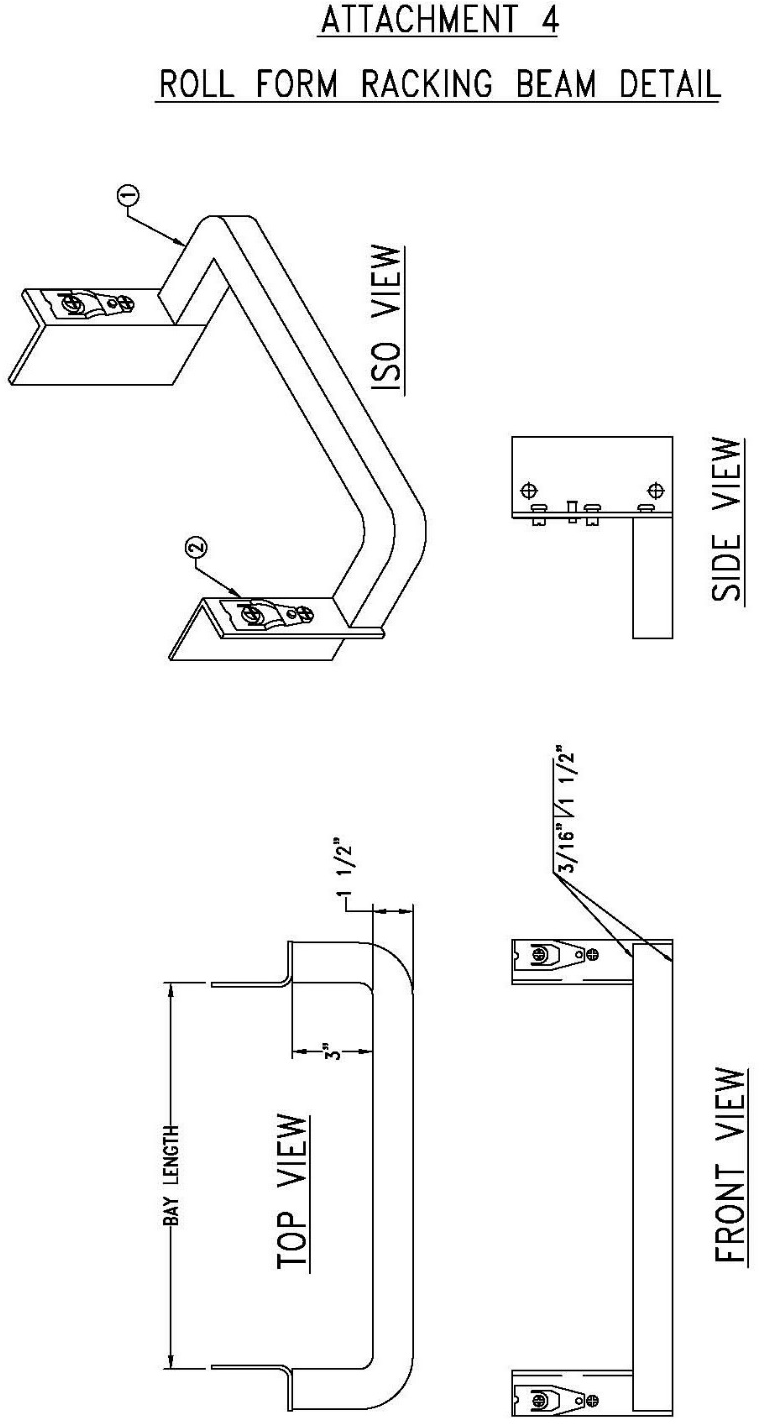 ATTACHMENT 4
ROLL FORM RACKING BEAM DETAIL
1
ISO VIEW
2
SIDE VIEW
BAY LENGTH
3"
1 1/2"
TOP VIEW
3/16" 1 1/2"
FRONT VIEW